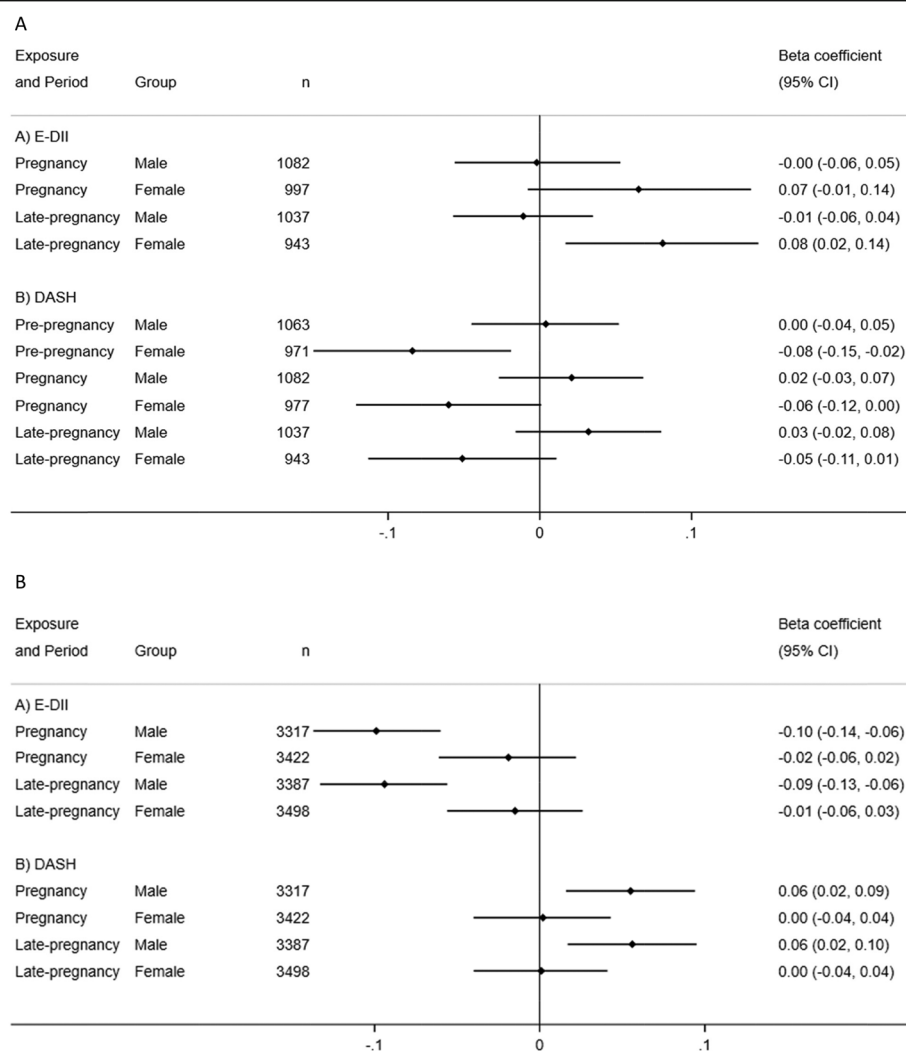 A
Exposure Beta coefficient
and Period Group n (95% CI)
A) E-DII
Pregnancy Male 1082 -0.00 (-0.06, 0.05)
Pregnancy Female 997 0.07 (-0.01, 0.14)
Late-pregnancy Male 1037 -0.01 (-0.06, 0.04)
Late-pregnancy Female 943 0.08 (0.02, 0.14)
B) DASH
Pre-pregnancy Male 1063 0.00 (-0.04, 0.05)
Pre-pregnancy Female 971 -0.08 (-0.15, -0.02)
Pregnancy Male 1082 0.02 (-0.03, 0.07)
Pregnancy Female 977 -0.06 (-0.12, 0.00)
Late-pregnancy Male 1037 0.03 (-0.02, 0.08)
Late-pregnancy Female 943 -0.05 (-0.11, 0.01)
-.1 0 .1
B
Exposure Beta coefficient
and Period Group n (95% CI)
A) E-DII
Pregnancy Male 3317 -0.10 (-0.14, -0.06)
Pregnancy Female 3422 -0.02 (-0.06, 0.02)
Late-pregnancy Male 3387 -0.09 (-0.13, -0.06)
Late-pregnancy Female 3498 -0.01 (-0.06, 0.03)
B) DASH
Pregnancy Male 3317 0.06 (0.02, 0.09)
Pregnancy Female 3422 0.00 (-0.04, 0.04)
Late-pregnancy Male 3387 0.06 (0.02, 0.10)
Late-pregnancy Female 3498 0.00 (-0.04, 0.04)
-.1 0 .1